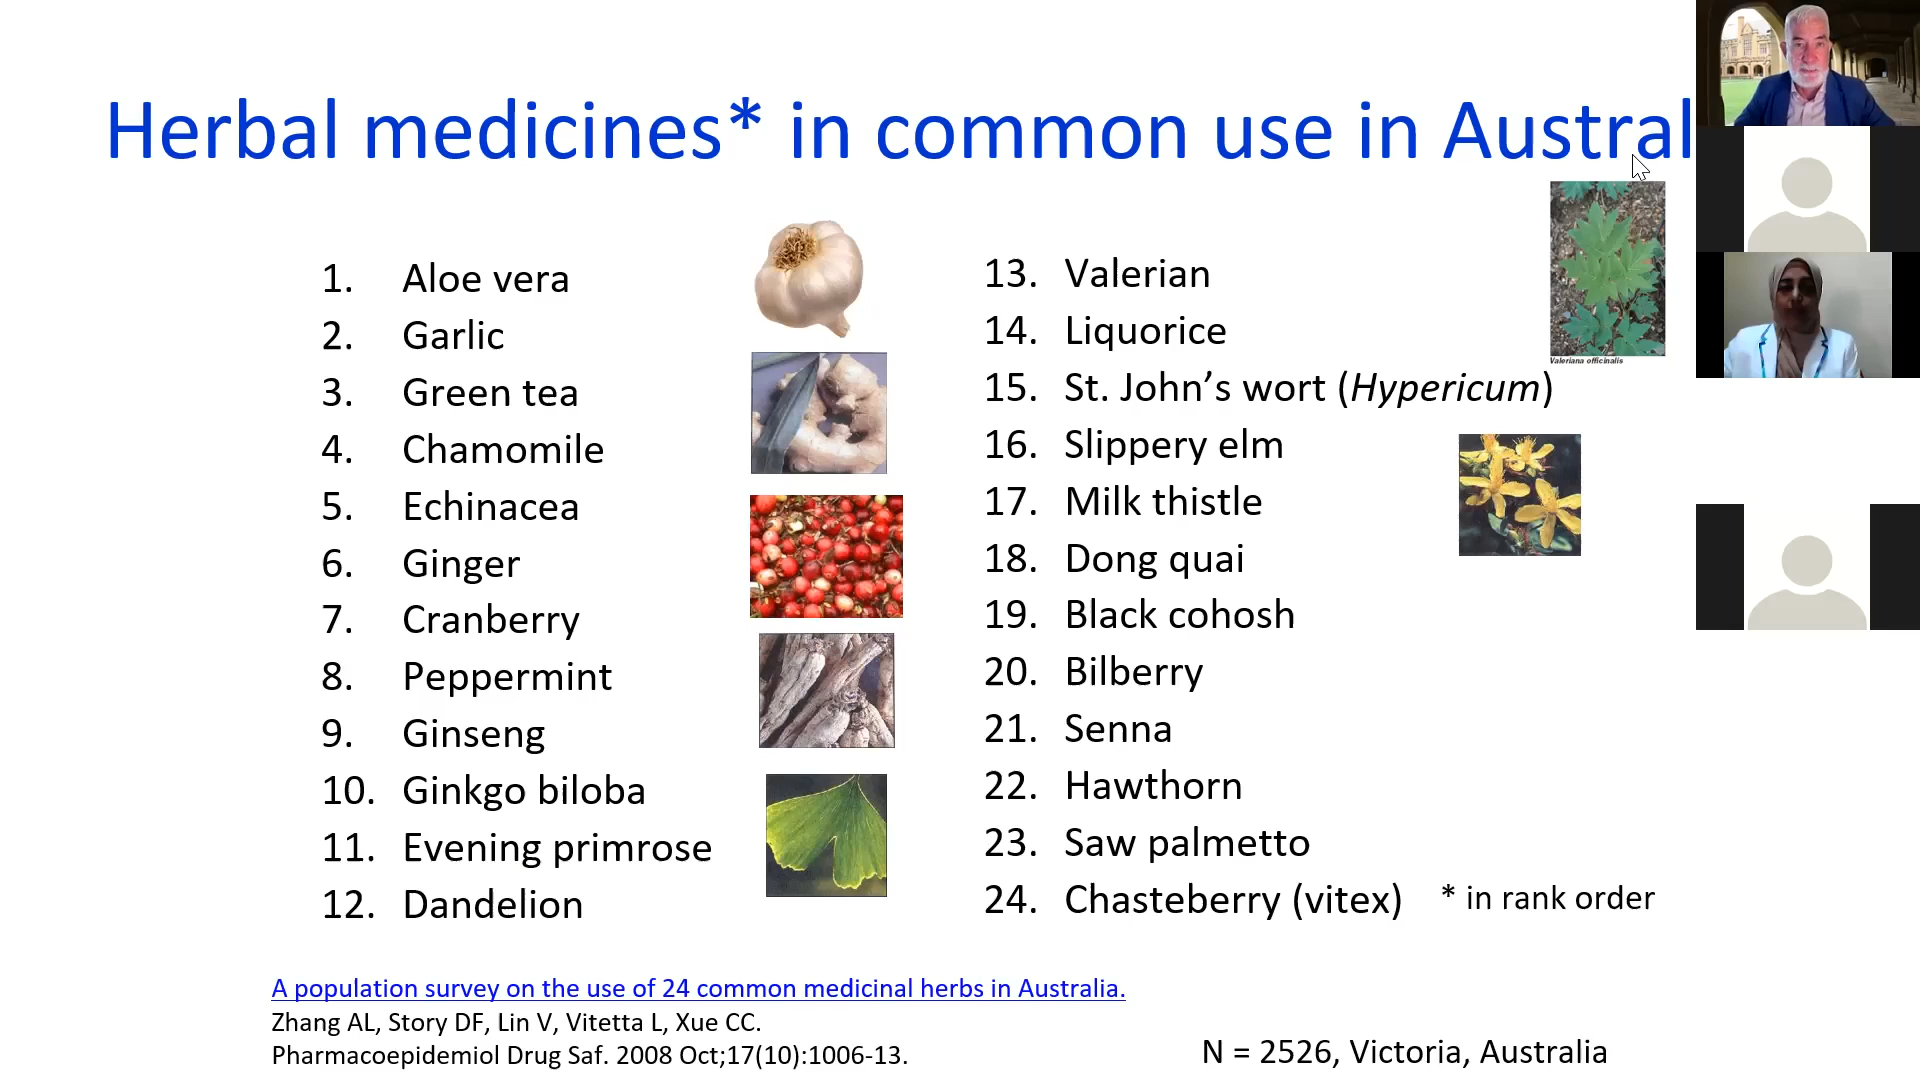 Herbal medicines* in common use in Austral
1. Aloe vera
2. Garlic
3. Green tea
4. Chamomile
5. Echinacea
6. Ginger
7. Cranberry
8. Peppermint
9. Ginseng
10. Ginkgo biloba
11. Evening primrose
12. Dandelion
13. Valerian
14. Liquorice
15. St. John’s wort (Hypericum)
16. Slippery elm
17. Milk thistle
18. Dong quai
19. Black cohosh
20. Bilberry
21. Senna
22. Hawthorn
23. Saw palmetto
24. Chasteberry (vitex)
* in rank order
Valeriana officinalis
A population survey on the use of 24 common medicinal herbs in Australia.
Zhang AL, Story DF, Lin V, Vitetta L, Xue CC.
Pharmacoepidemiol Drug Saf. 2008 Oct;17(10):1006-13.
N = 2526, Victoria, Australia